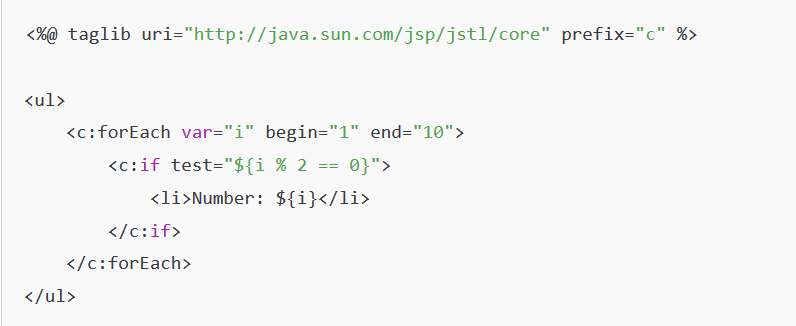 <%@ taglib uri="http://java.sun.com/jsp/jstl/core" prefix="c" %>
<ul>
    <c:forEach var="i" begin="1" end="10">
        <c:if test="${i % 2 == 0}">
            <li>Number: ${i}</li>
        </c:if>
    </c:forEach>
</ul>